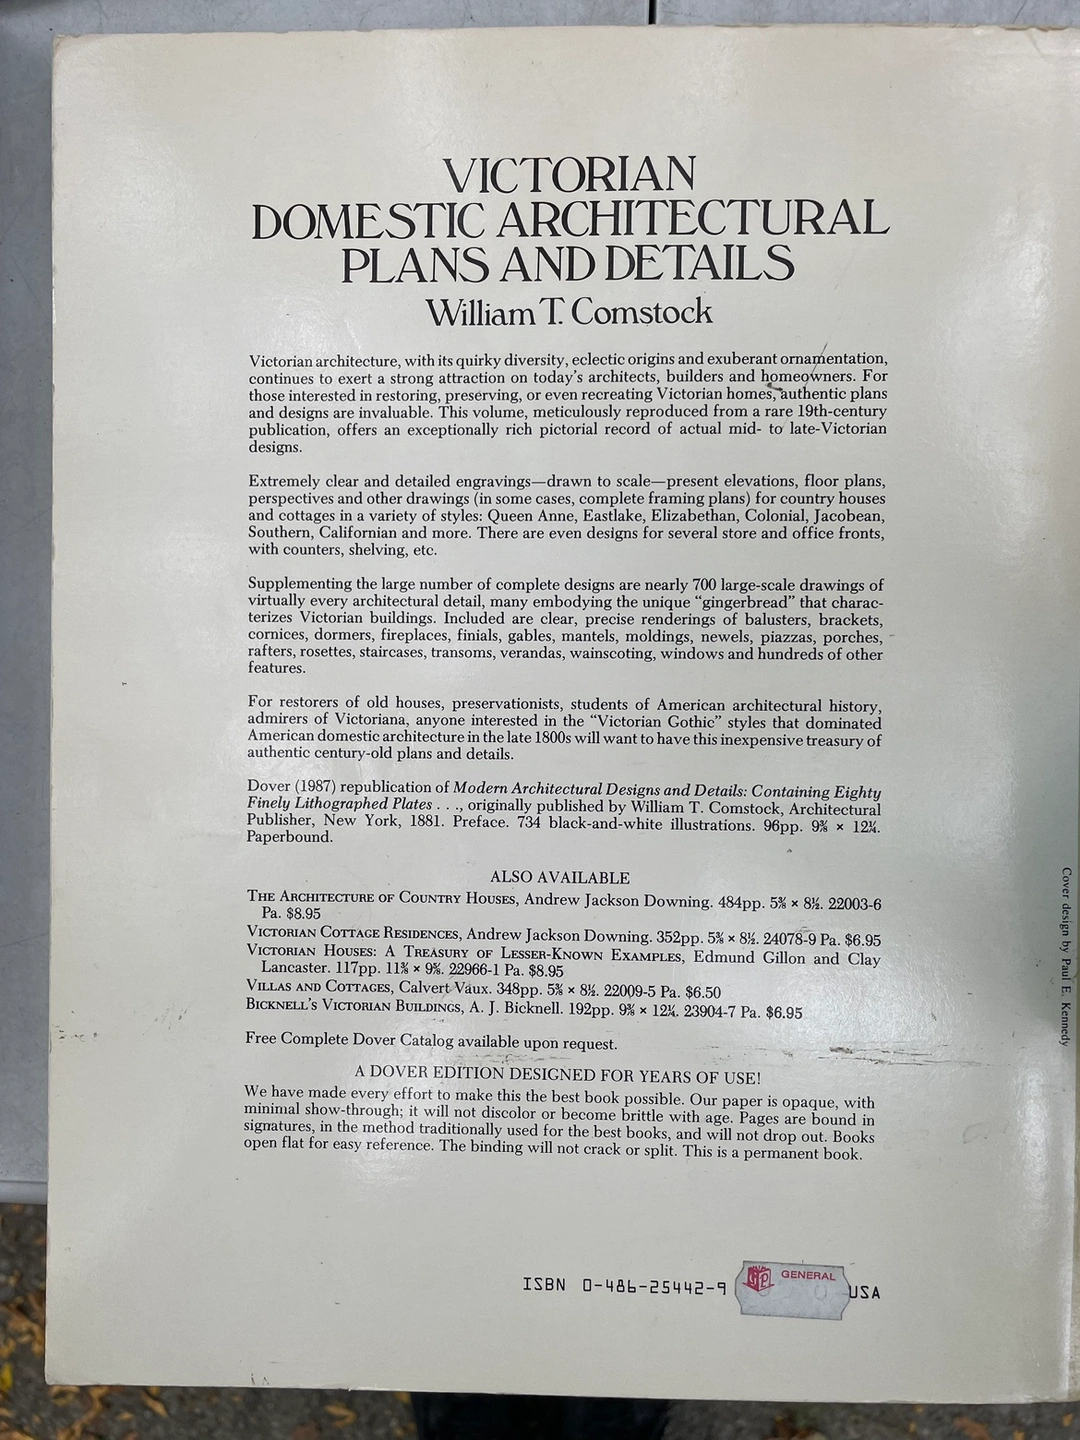 VICTORIAN
DOMESTIC ARCHITECTURAL
PLANS AND DETAILS
William T. Comstock
Victorian architecture, with its quirky diversity, eclectic origins and exuberant ornamentation,
continues to exert a strong attraction on today's architects, builders and homeowners. For
those interested in restoring, preserving, or even recreating Victorian homes, authentic plans
and designs are invaluable. This volume, meticulously reproduced from a rare 19th-century
publication, offers an exceptionally rich pictorial record of actual mid- to late-Victorian
designs.
Extremely clear and detailed engravings—drawn to scale—present elevations, floor plans,
perspectives and other drawings (in some cases, complete framing plans) for country houses
and cottages in a variety of styles: Queen Anne, Eastlake, Elizabethan, Colonial, Jacobean,
Southern, Californian and more. There are even designs for several store and office fronts,
with counters, shelving, etc.
Supplementing the large number of complete designs are nearly 700 large-scale drawings of
virtually every architectural detail, many embodying the unique “gingerbread” that charac-
terizes Victorian buildings. Included are clear, precise renderings of balusters, brackets,
cornices, dormers, fireplaces, finials, gables, mantels, moldings, newels, piazzas, porches,
rafters, rosettes, staircases, transoms, verandas, wainscoting, windows and hundreds of other
features.
For restorers of old houses, preservationists, students of American architectural history,
admirers of Victoriana, anyone interested in the “Victorian Gothic” styles that dominated
American domestic architecture in the late 1800s will want to have this inexpensive treasury of
authentic century-old plans and details.
Dover (1987) republication of Modern Architectural Designs and Details: Containing Eighty
Finely Lithographed Plates . . ., originally published by William T. Comstock, Architectural
Publisher, New York, 1881. Preface. 734 black-and-white illustrations. 96pp. 9⅜ × 12¼.
Paperbound.
ALSO AVAILABLE
THE ARCHITECTURE OF COUNTRY HOUSES, Andrew Jackson Downing. 484pp. 5⅜ × 8½. 22003-6
Pa. $8.95
VICTORIAN COTTAGE RESIDENCES, Andrew Jackson Downing. 352pp. 5⅜ × 8½. 24078-9 Pa. $6.95
VICTORIAN HOUSES: A TREASURY OF LESSER-KNOWN EXAMPLES, Edmund Gillon and Clay
Lancaster. 117pp. 11⅜ × 9⅜. 22966-1 Pa. $8.95
VILLAS AND COTTAGES, Calvert Vaux. 348pp. 5⅜ × 8½. 22009-5 Pa. $6.50
BICKNELL'S VICTORIAN BUILDINGS, A. J. Bicknell. 192pp. 9⅜ × 12¼. 23904-7 Pa. $6.95
Free Complete Dover Catalog available upon request.
A DOVER EDITION DESIGNED FOR YEARS OF USE!
We have made every effort to make this the best book possible. Our paper is opaque, with
minimal show-through; it will not discolor or become brittle with age. Pages are bound in
signatures, in the method traditionally used for the best books, and will not drop out. Books
open flat for easy reference. The binding will not crack or split. This is a permanent book.
ISBN 0-486-25442-9
GENERAL
USA
Cover design by Paul E. Kennedy